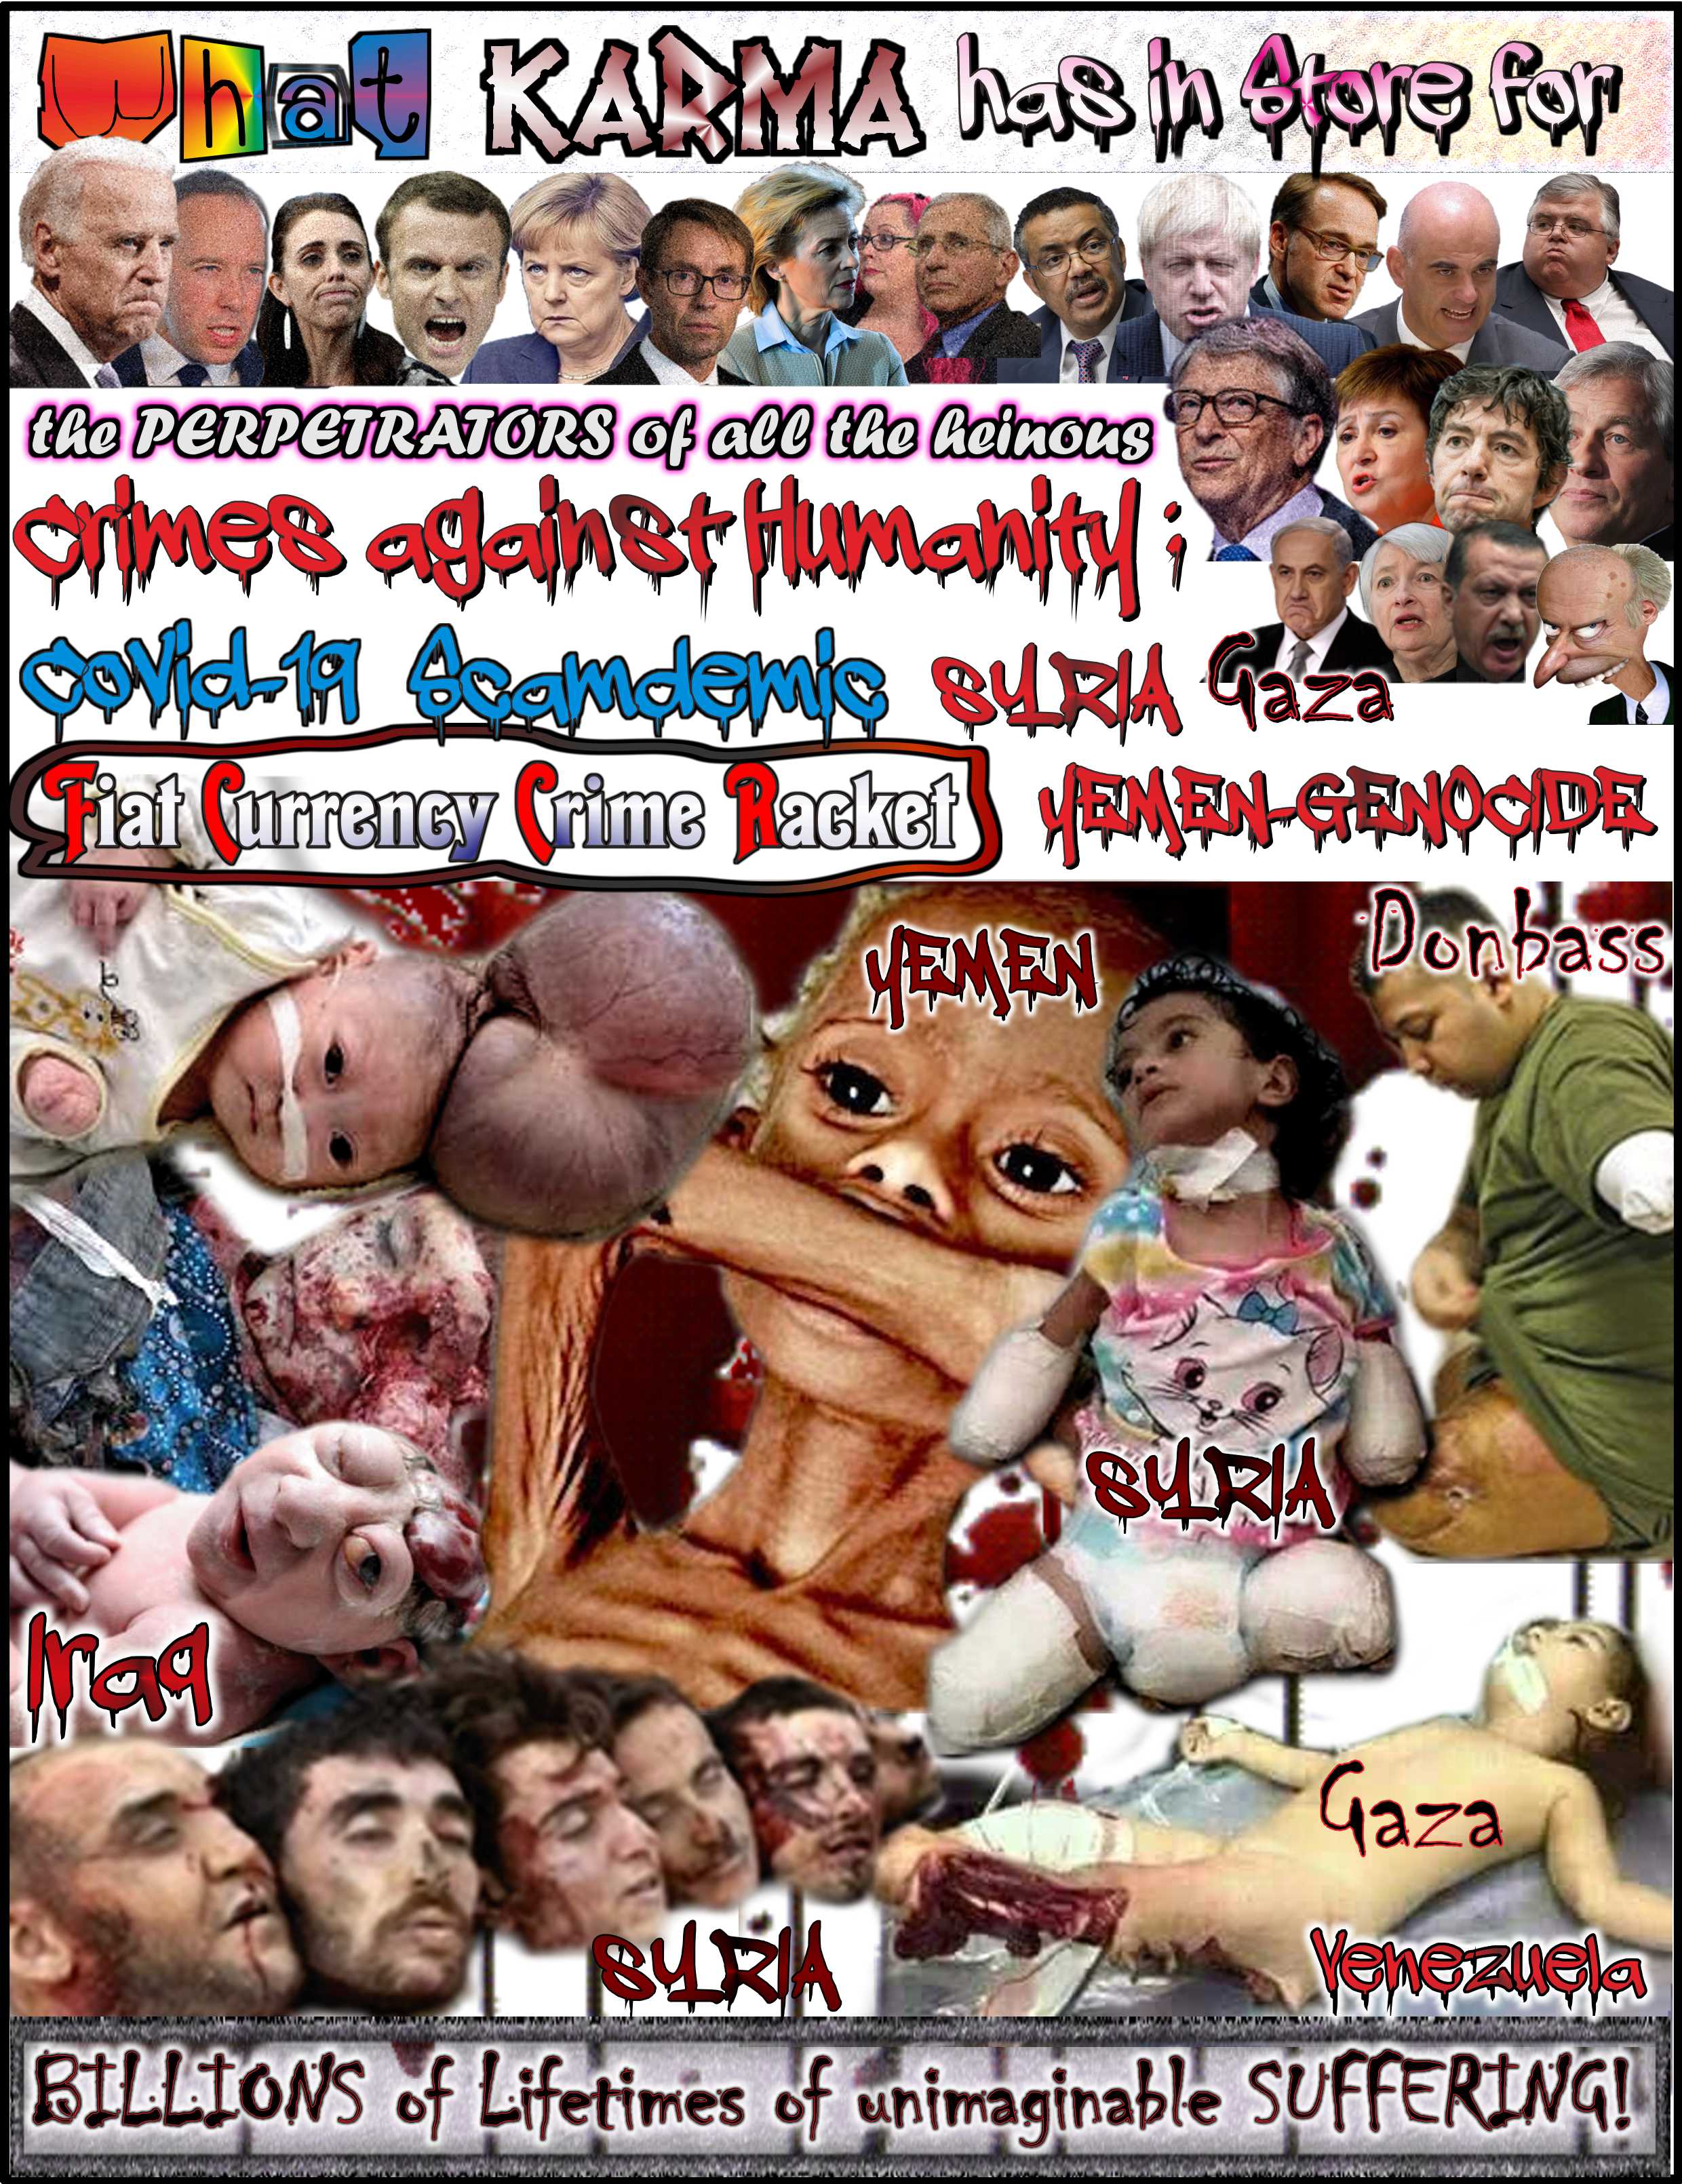 What KARMA has in Store for
the PERPETRATORS of all the heinous
Crimes against Humanity ;
CoVid-19 Scamdemic SYRIA Gaza
Fiat Currency Crime Racket YEMEN-GENOCIDE
Donbass
YEMEN
SYRIA
Iraq
Gaza
SYRIA
Venezuela
BILLIONS of Lifetimes of unimaginable SUFFERING!